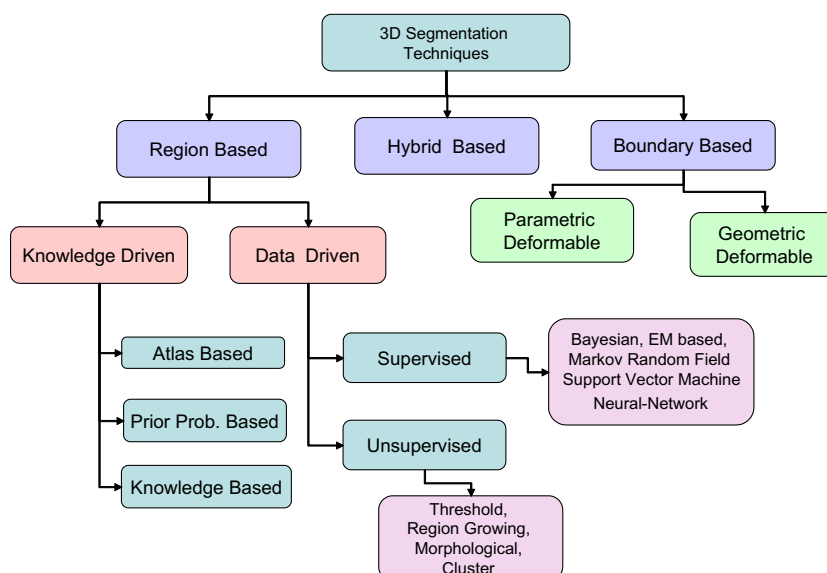 3D Segmentation
Techniques
Region Based
Hybrid Based
Boundary Based
Parametric
Deformable
Geometric
Deformable
Knowledge Driven
Data Driven
Atlas Based
Supervised
Bayesian, EM based,
Markov Random Field
Support Vector Machine
Neural-Network
Prior Prob. Based
Unsupervised
Knowledge Based
Threshold,
Region Growing,
Morphological,
Cluster